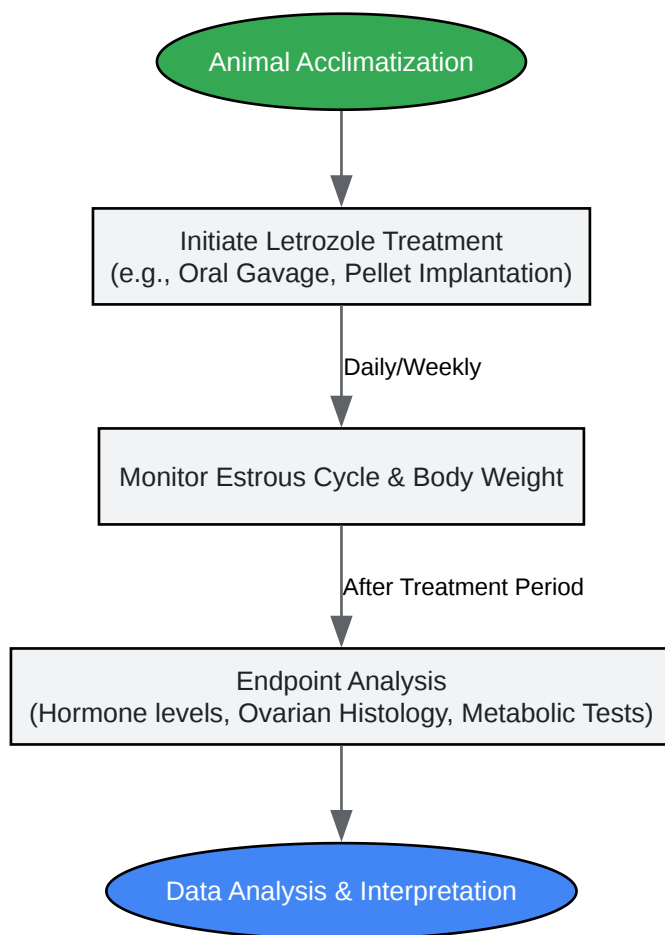 Animal Acclimatization
Initiate Letrozole Treatment
(e.g., Oral Gavage, Pellet Implantation)
Daily/Weekly
Monitor Estrous Cycle & Body Weight
After Treatment Period
Endpoint Analysis
(Hormone levels, Ovarian Histology, Metabolic Tests)
Data Analysis & Interpretation